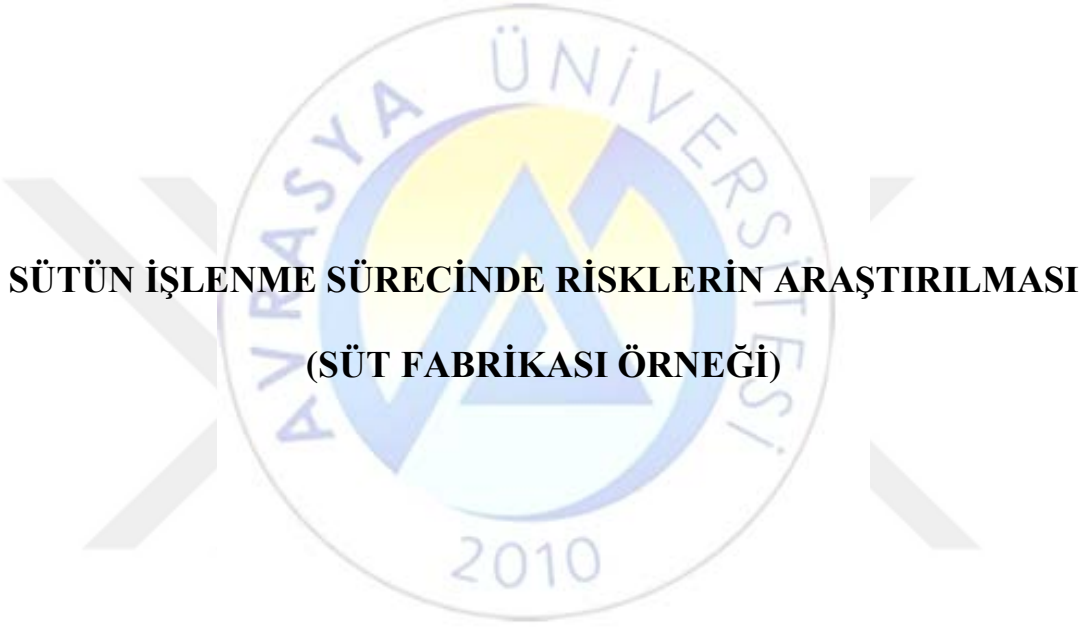 AVRASYA ÜNİVERSİTESİ
SÜTÜN İŞLENME SÜRECİNDE RİSKLERİN ARAŞTIRILMASI
(SÜT FABRİKASI ÖRNEĞİ)
2010